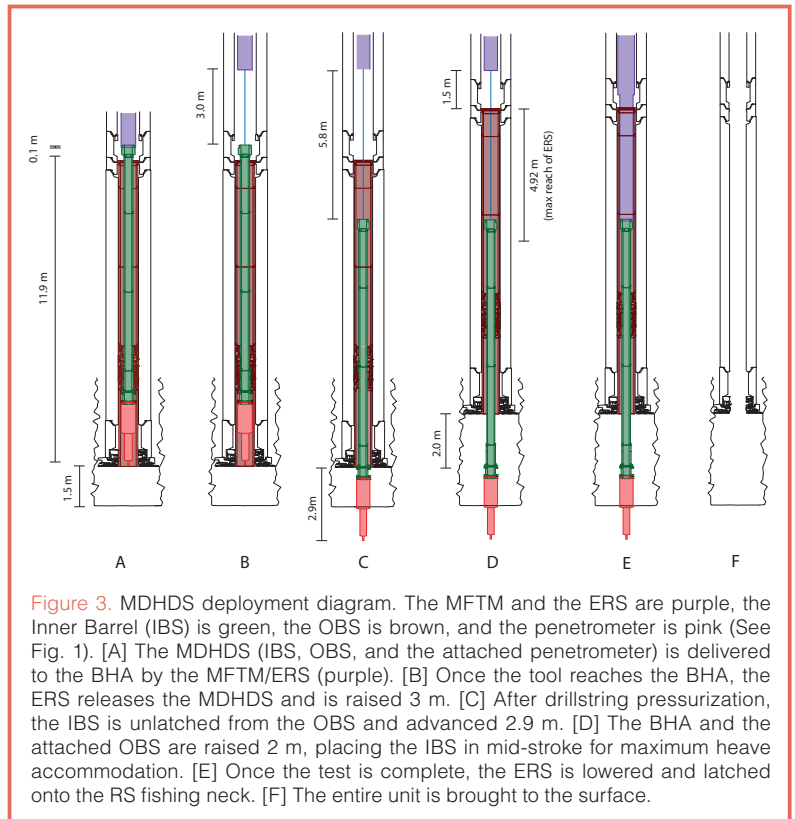 3.0 m
5.8 m
1.5 m
4.92 m
(max reach of ERS)
0.1 m
11.9 m
1.5 m
2.9m
2.0 m
A
B
C
D
E
F
Figure 3. MDHDS deployment diagram. The MFTM and the ERS are purple, the
Inner Barrel (IBS) is green, the OBS is brown, and the penetrometer is pink (See
Fig. 1). [A] The MDHDS (IBS, OBS, and the attached penetrometer) is delivered
to the BHA by the MFTM/ERS (purple). [B] Once the tool reaches the BHA, the
ERS releases the MDHDS and is raised 3 m. [C] After drillstring pressurization,
the IBS is unlatched from the OBS and advanced 2.9 m. [D] The BHA and the
attached OBS are raised 2 m, placing the IBS in mid-stroke for maximum heave
accommodation. [E] Once the test is complete, the ERS is lowered and latched
onto the RS fishing neck. [F] The entire unit is brought to the surface.